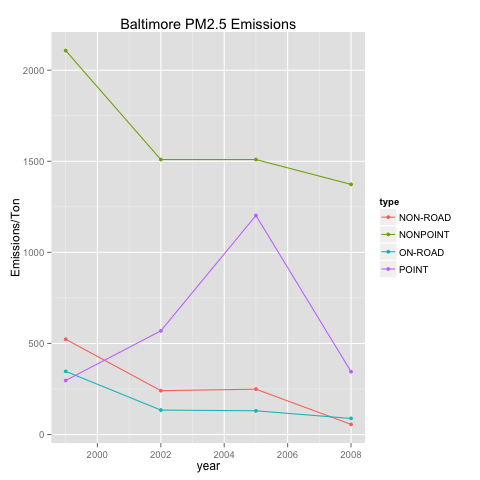 Baltimore PM2.5 Emissions
Emissions/Ton
2000
1500
1000
500
0
2000 2002 2004 2006 2008
year
type
NON-ROAD
NONPOINT
ON-ROAD
POINT